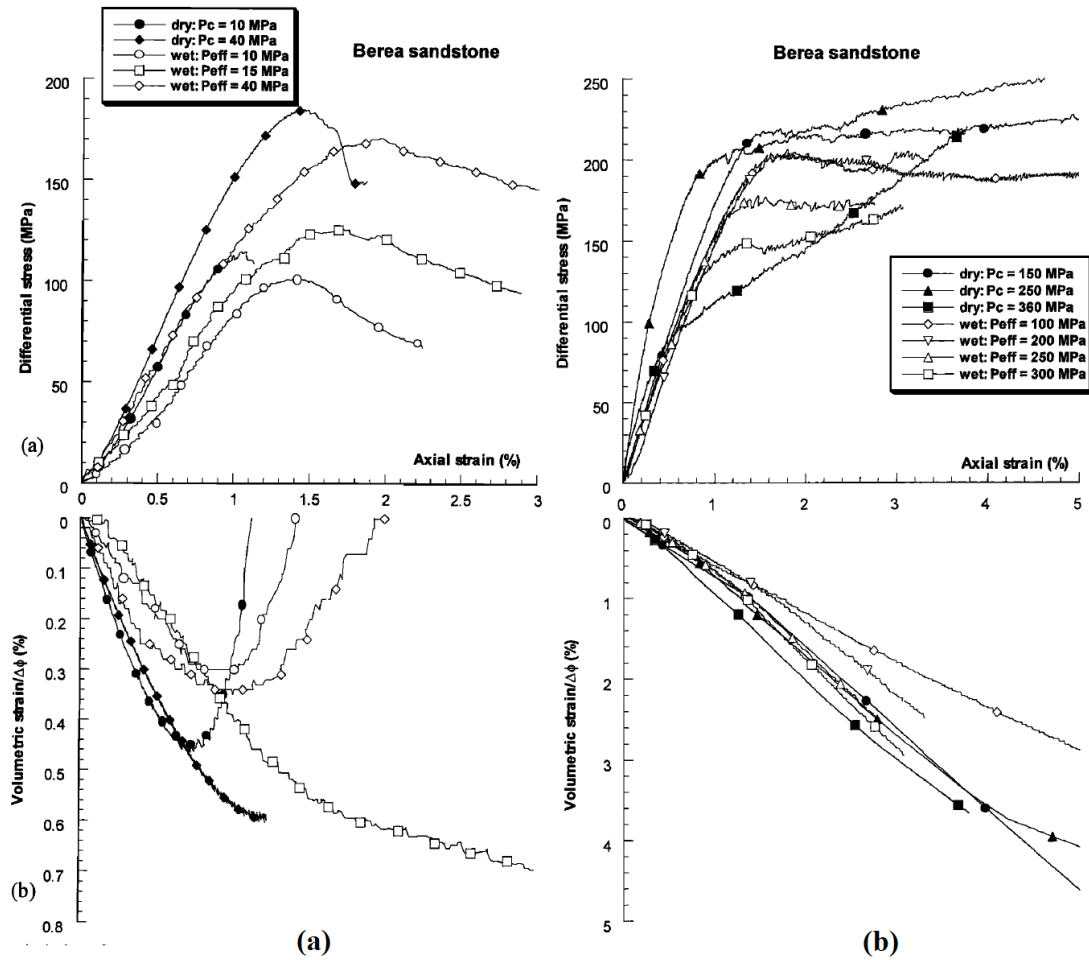 dry: Pc = 10 MPa
dry: Pc = 40 MPa
wet: Peff = 10 MPa
wet: Peff = 15 MPa
wet: Peff = 40 MPa
Berea sandstone
200
150
100
50
0
Differential stress (MPa)
(a)
Axial strain (%)
0 0.5 1 1.5 2 2.5 3
0
0.1
0.2
0.3
0.4
0.5
0.6
0.7
0.8
Volumetric strain/Δϕ (%)
(b)
(a)
Berea sandstone
250
200
150
100
50
0
Differential stress (MPa)
dry: Pc = 150 MPa
dry: Pc = 250 MPa
dry: Pc = 360 MPa
wet: Peff = 100 MPa
wet: Peff = 200 MPa
wet: Peff = 250 MPa
wet: Peff = 300 MPa
Axial strain (%)
0 1 2 3 4 5
0
1
2
3
4
5
Volumetric strain/Δϕ (%)
(b)